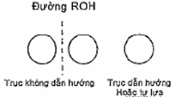 Đường ROH
Trục không dẫn hướng
Trục dẫn hướng
Hoặc tự lựa